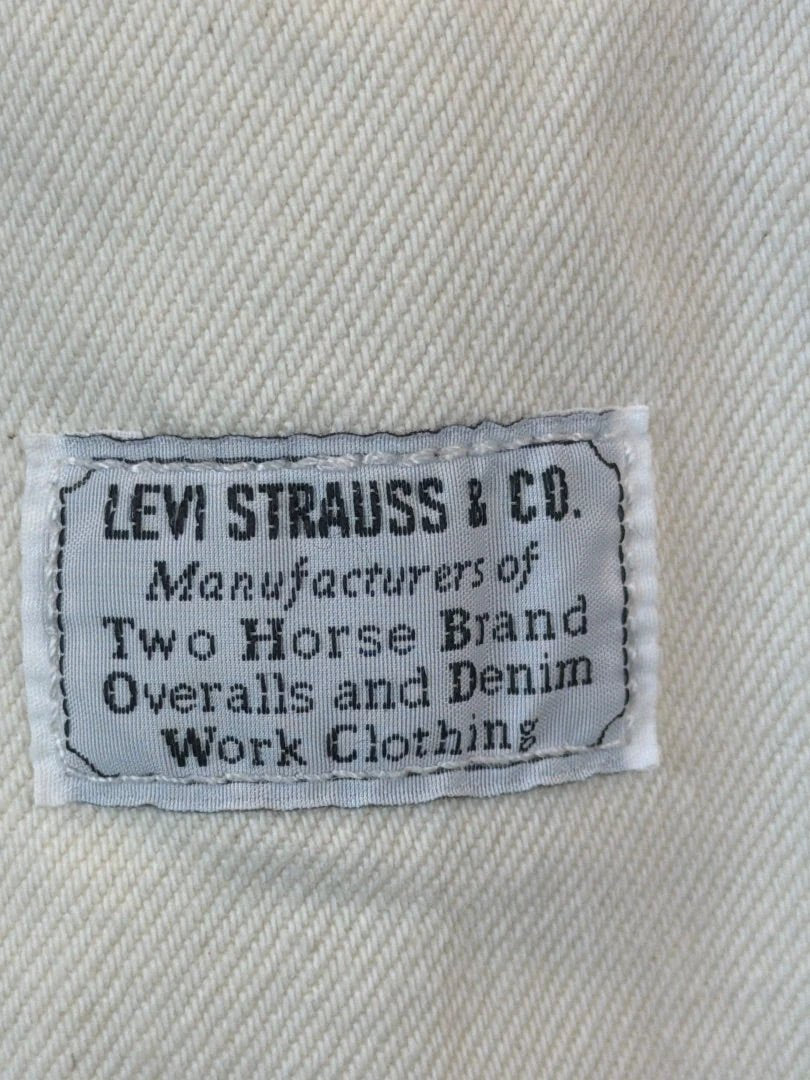 LEVI STRAUSS & CO.
Manufacturers of
Two Horse Brand
Overalls and Denim
Work Clothing